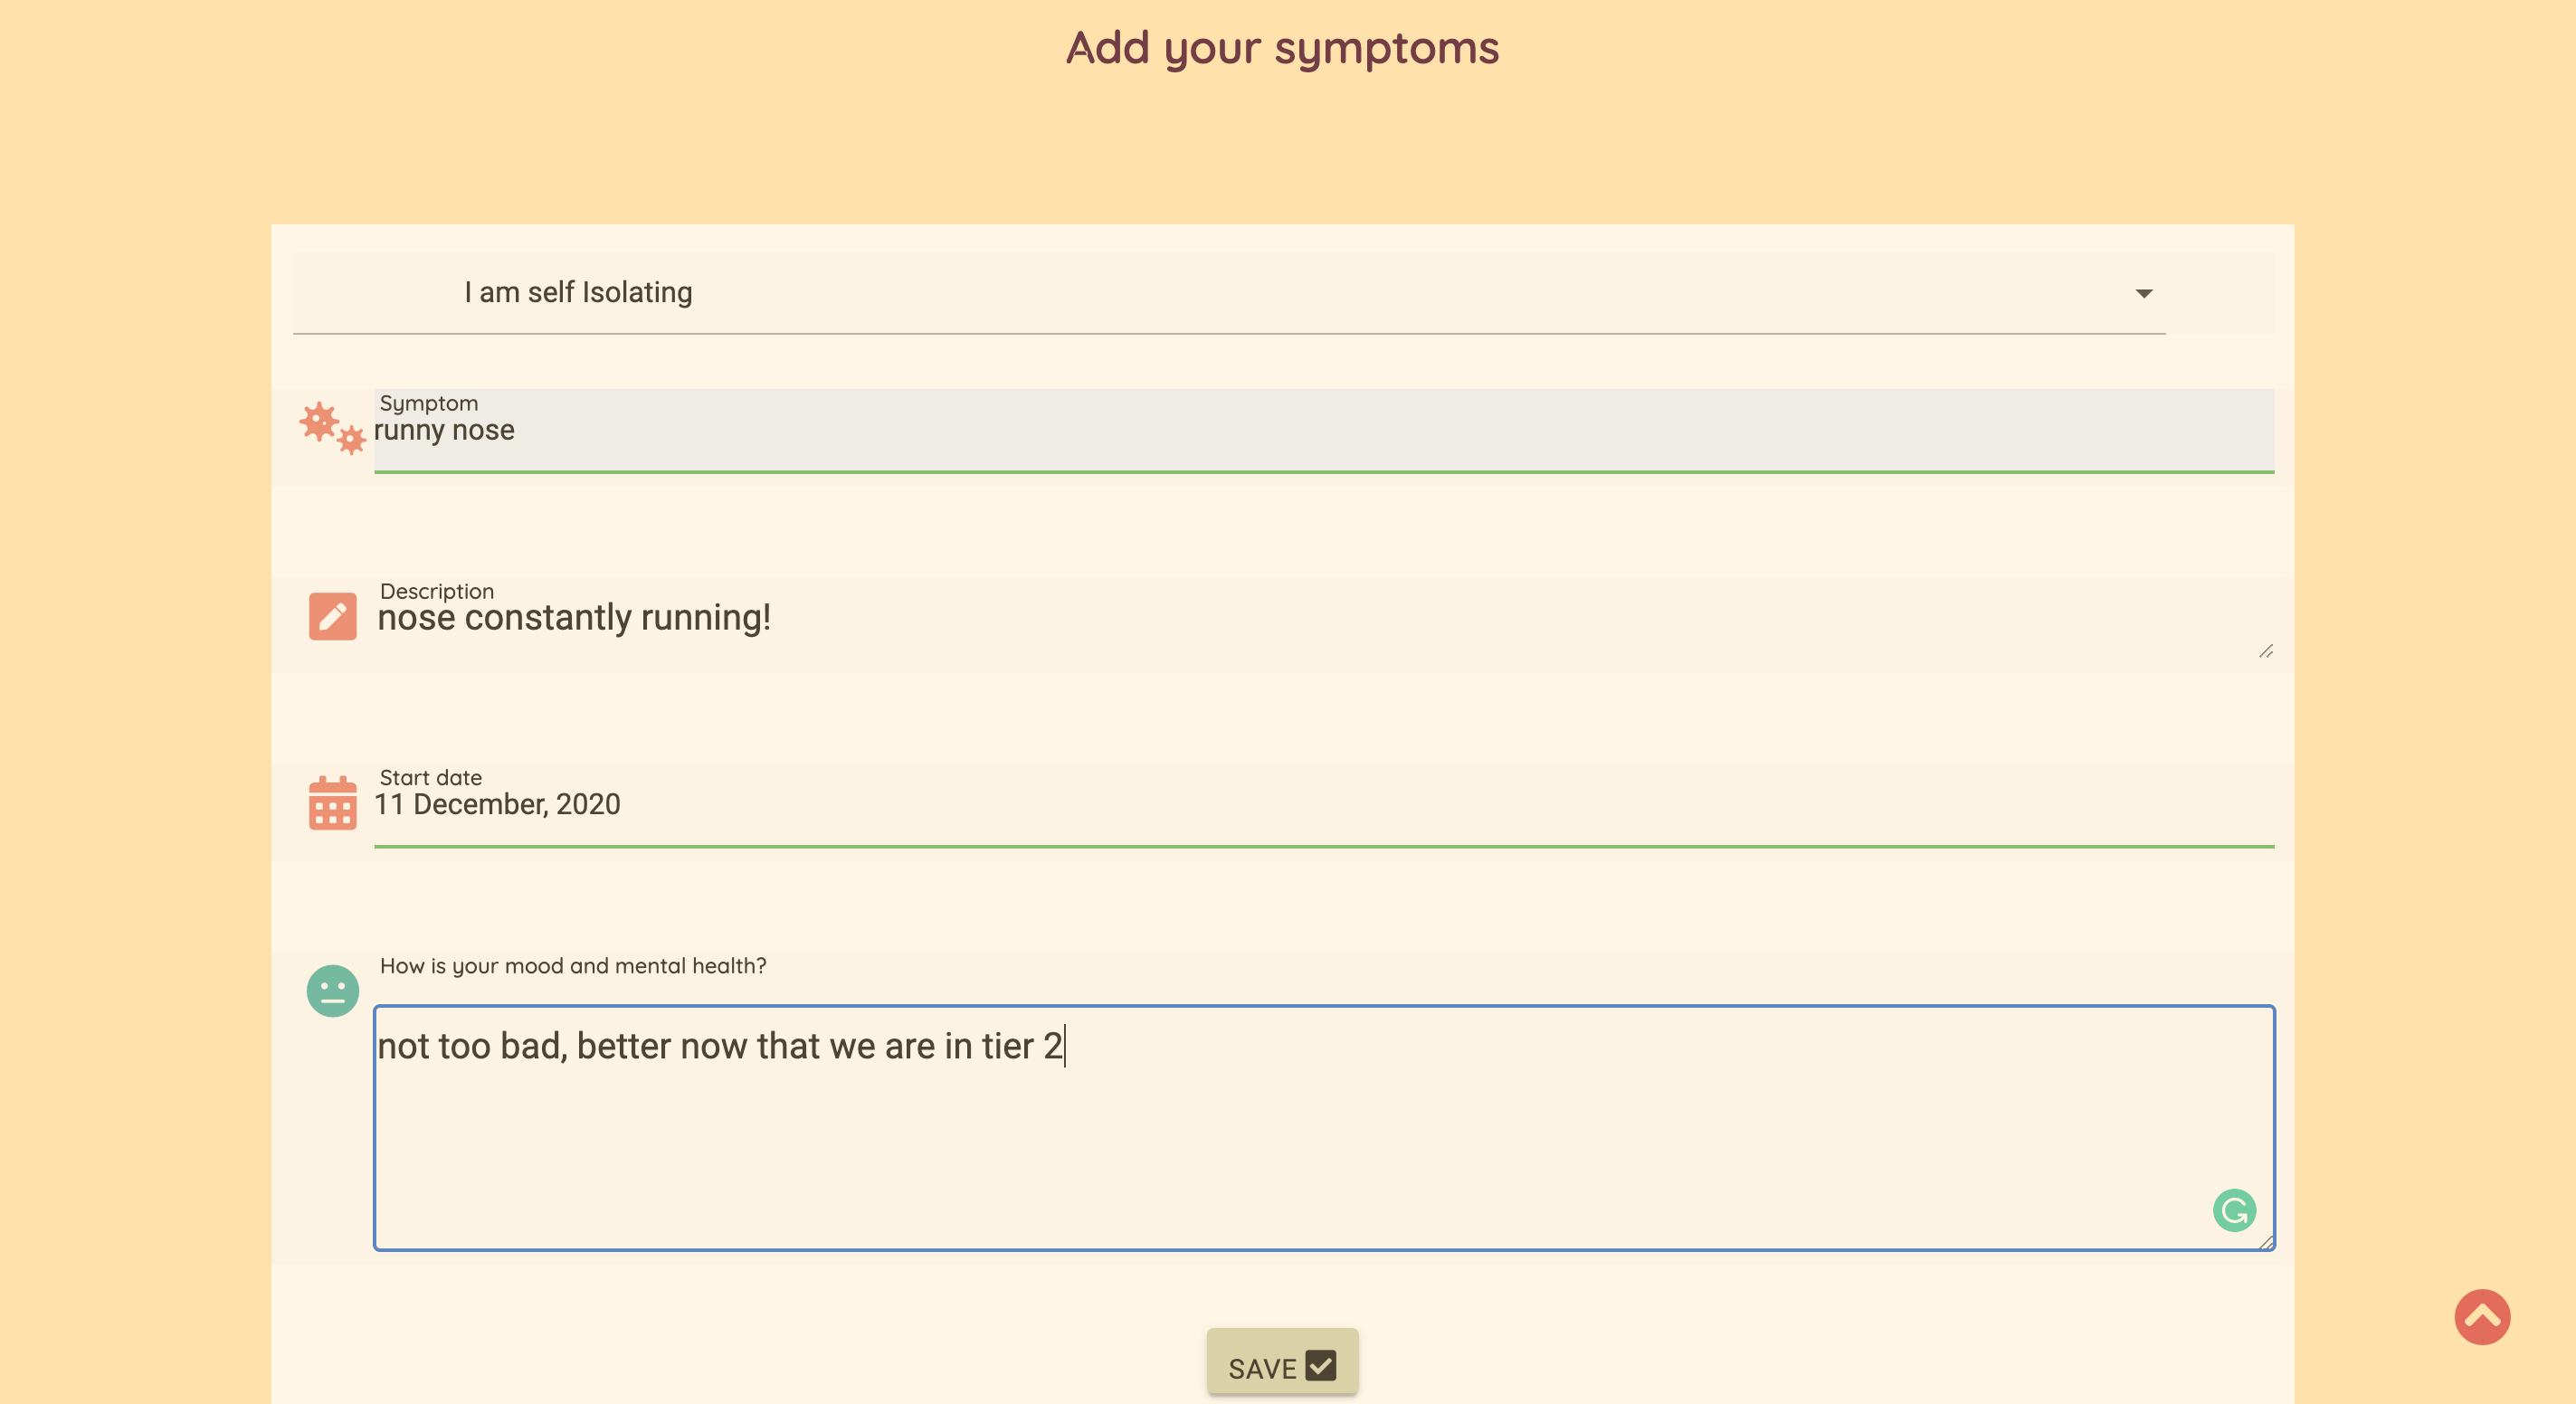 Add your symptoms
I am self Isolating
Symptom
runny nose
Description
nose constantly running!
Start date
11 December, 2020
How is your mood and mental health?
not too bad, better now that we are in tier 2
SAVE